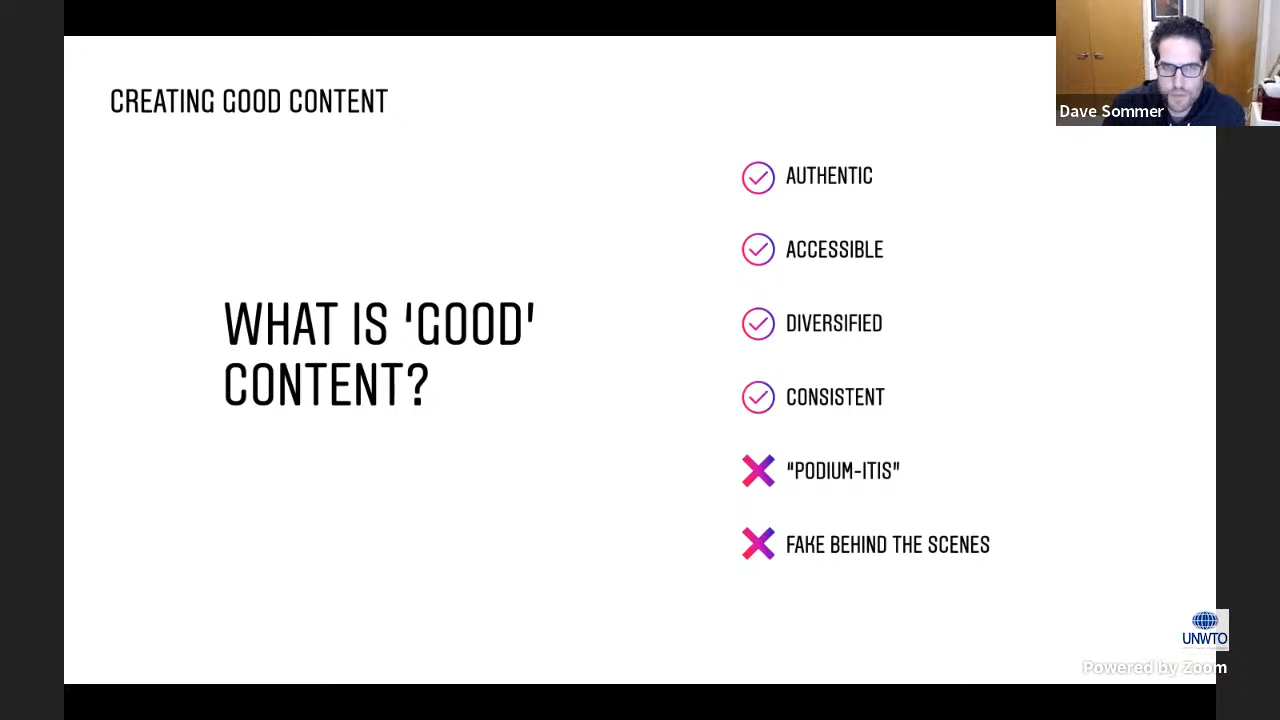 CREATING GOOD CONTENT
Dave Sommer
WHAT IS 'GOOD'
CONTENT?
AUTHENTIC
ACCESSIBLE
DIVERSIFIED
CONSISTENT
"PODIUM-ITIS"
FAKE BEHIND THE SCENES
UNWTO
Powered by Zoom